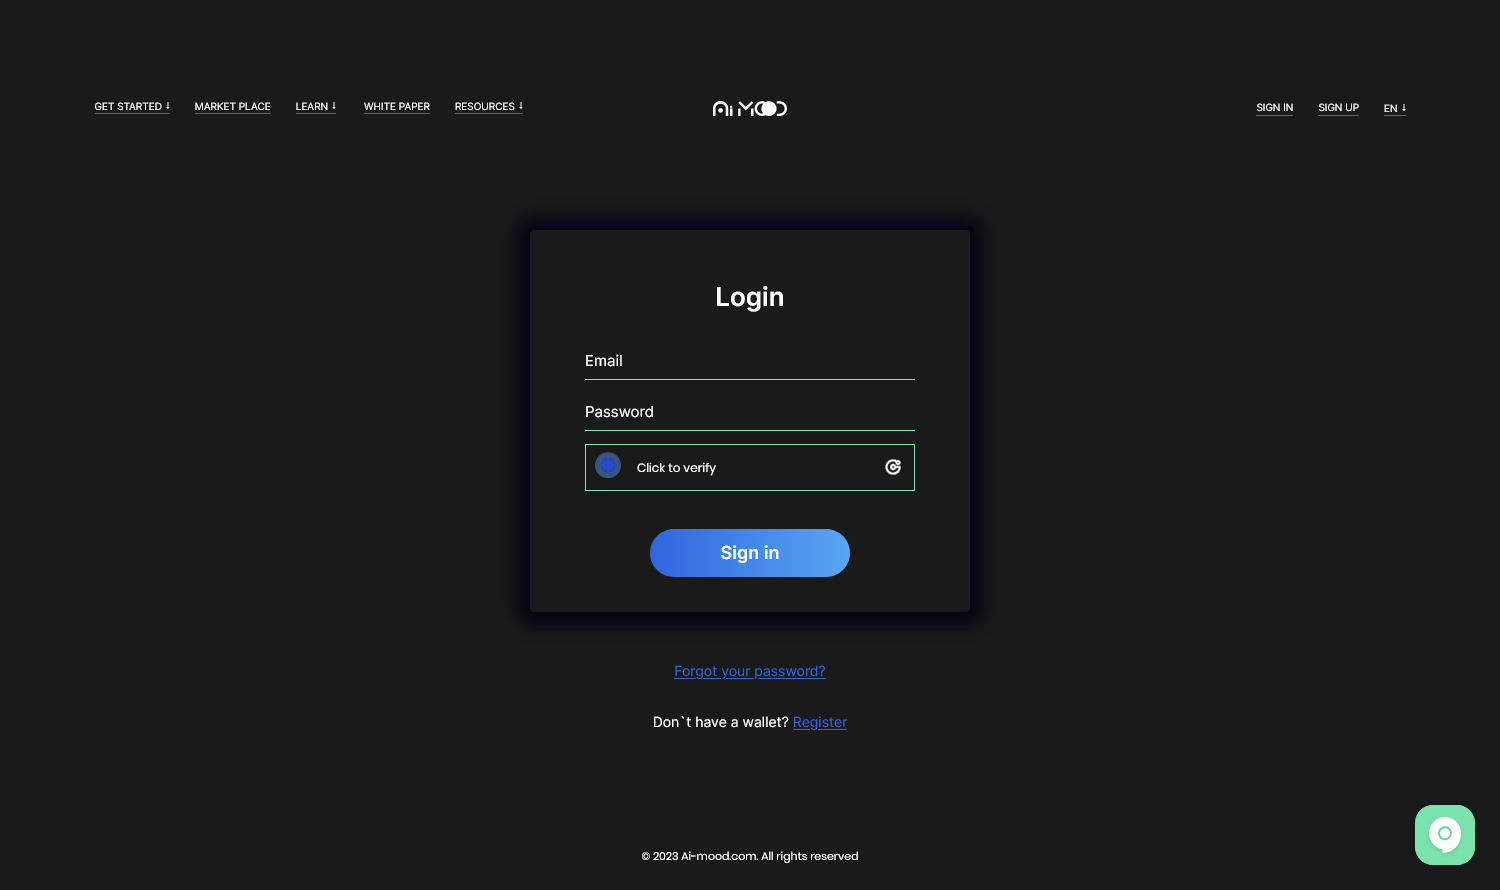 GET STARTED ↓ MARKET PLACE LEARN ↓ WHITE PAPER RESOURCES ↓ Ai MOOD SIGN IN SIGN UP EN ↓
Login
Email
Password
Click to verify
Sign in
Forgot your password?
Don`t have a wallet? Register
© 2023 Ai-mood.com. All rights reserved